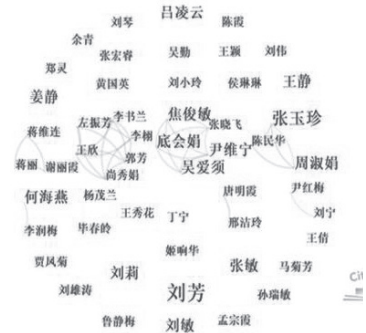 吕凌云
刘琴 陈霞
余青
张宏睿 吴勤 王颖 刘伟
郑灵
黄国英 刘小玲 侯琳琳 王静
姜静
左振芳 李书兰 焦俊敏 张晓飞 张玉珍
蒋维连 李栩 底会娟 尹维宁 陈民华
王欣 郭芳
蒋丽 谢丽霞 尚秀娟 吴爱须 周淑娟
何海燕 杨茂兰 唐明霞 尹红梅
王秀花 丁宁 邢洁玲 刘宁
李润梅 毕春皊 王倩
姬响华
贾凤菊 刘莉 张敏 马菊芳
刘雄涛 刘芳 孙瑞敏
鲁静梅 刘敏 孟宗霞